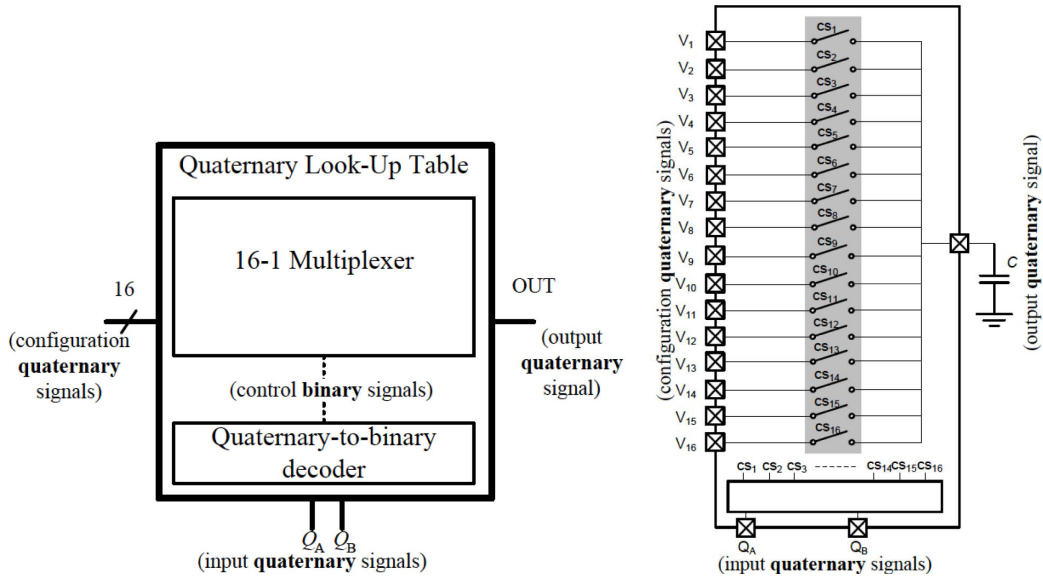 Quaternary Look-Up Table
16-1 Multiplexer
16
(configuration
quaternary
signals)
OUT
(output
quaternary
signal)
(control binary signals)
Quaternary-to-binary
decoder
QA QB
(input quaternary signals)
(configuration quaternary signals)
V1 CS1
V2 CS2
V3 CS3
V4 CS4
V5 CS5
V6 CS6
V7 CS7
V8 CS8
V9 CS9
V10 CS10
V11 CS11
V12 CS12
V13 CS13
V14 CS14
V15 CS15
V16 CS16
C
(output quaternary signal)
CS1 CS2 CS3 CS14 CS15 CS16
QA QB
(input quaternary signals)